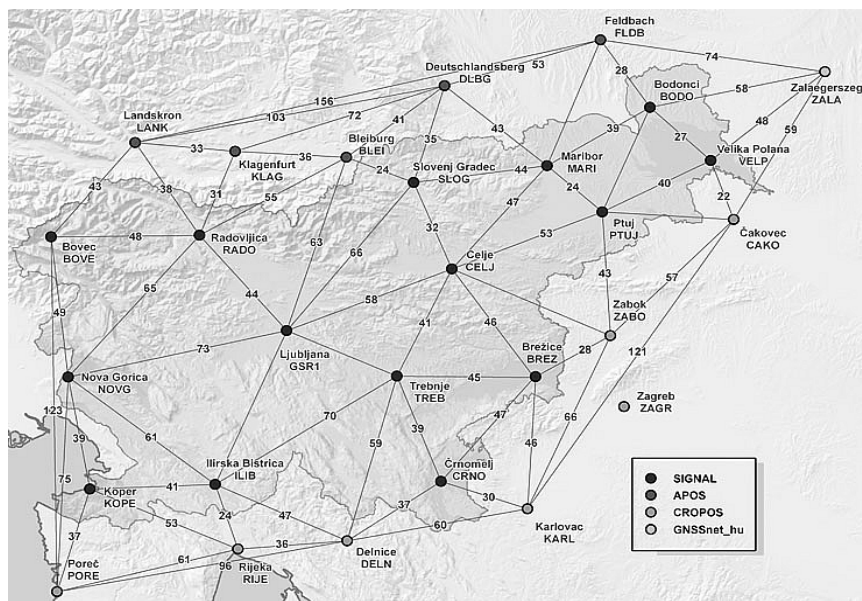 Feldbach
FLDB
53
74
Deutschlandsberg
DLBG
28
Bodonci
BODO
58
Zalaegerszeg
ZALA
156
103
72
41
Landskron
LANK
33
Klagenfurt
KLAG
36
Bleiburg
BLEI
35
43
39
27
48
59
Velika Polana
VELP
24
Slovenj Gradec
SLOG
44
Maribor
MARI
43
38
31
55
24
40
22
47
Ptuj
PTUJ
Čakovec
CAKO
Bovec
BOVE
48
Radovljica
RADO
63
66
32
53
Celje
CELJ
43
57
65
44
58
49
Zabok
ZABO
73
Ljubljana
GSR1
41
46
Brežice
BREZ
28
121
Nova Gorica
NOVG
Trebnje
TREB
45
Zagreb
ZAGR
123
70
47
66
39
61
59
39
46
75
Ilirska Bistrica
ILIB
Črnomelj
CRNO
Koper
KOPE
41
30
24
47
37
Karlovac
KARL
53
60
37
61
36
Delnice
DELN
Poreč
PORE
96
Rijeka
RIJE
SIGNAL
APOS
CROPOS
GNSSnet_hu